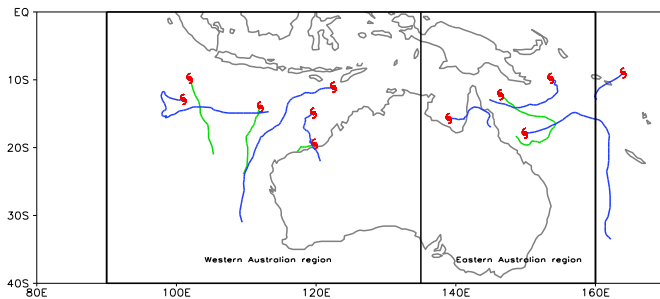 EQ
10S
20S
30S
40S
Western Australian region Eastern Australian region
80E 100E 120E 140E 160E